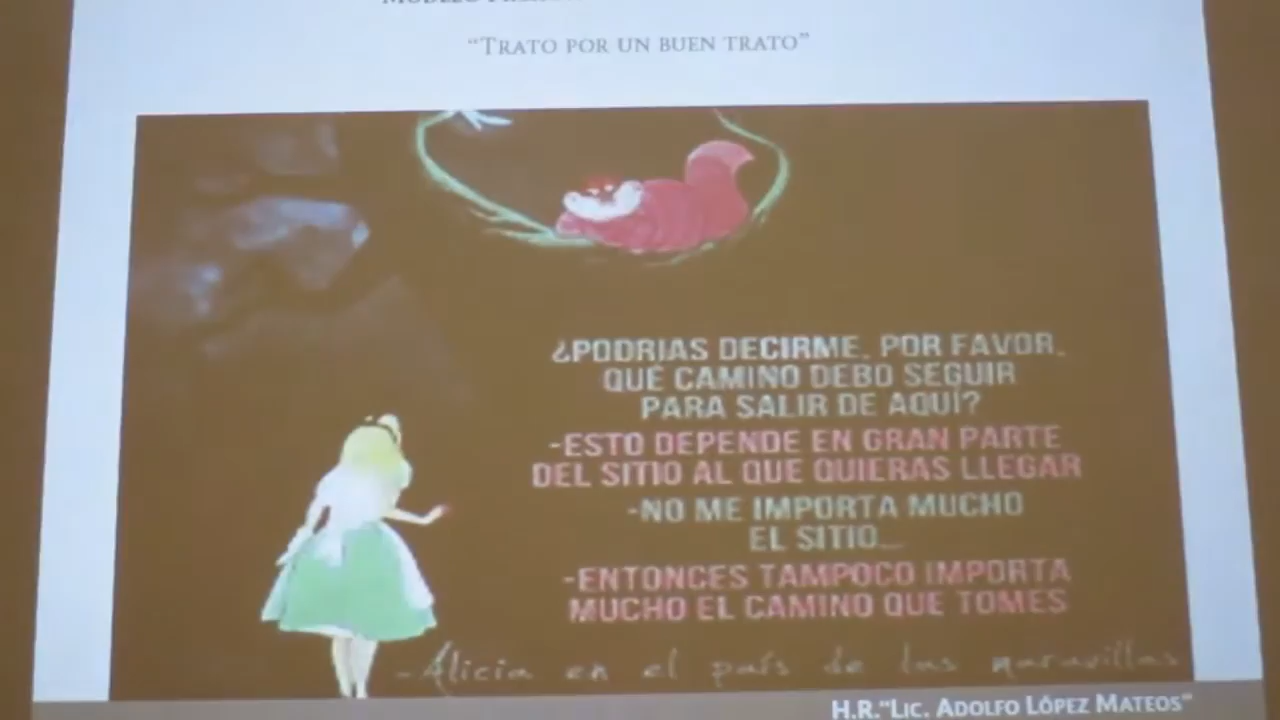 “TRATO POR UN BUEN TRATO”
¿PODRIAS DECIRME, POR FAVOR,
QUÉ CAMINO DEBO SEGUIR
PARA SALIR DE AQUÍ?
-ESTO DEPENDE EN GRAN PARTE
DEL SITIO AL QUE QUIERAS LLEGAR
-NO ME IMPORTA MUCHO
EL SITIO...
-ENTONCES TAMPOCO IMPORTA
MUCHO EL CAMINO QUE TOMES
-Alicia en el país de las maravillas
H.R."LIC. ADOLFO LÓPEZ MATEOS"